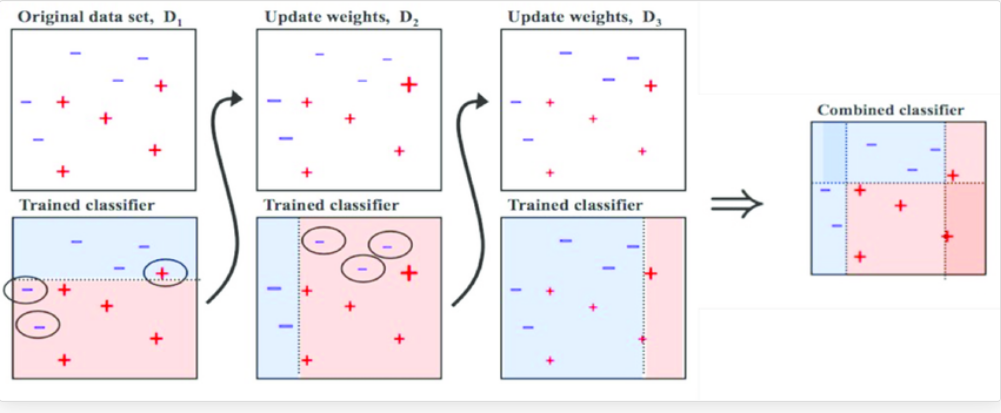 Original data set, D₁
Update weights, D₂
Update weights, D₃
Combined classifier
Trained classifier
Trained classifier
Trained classifier